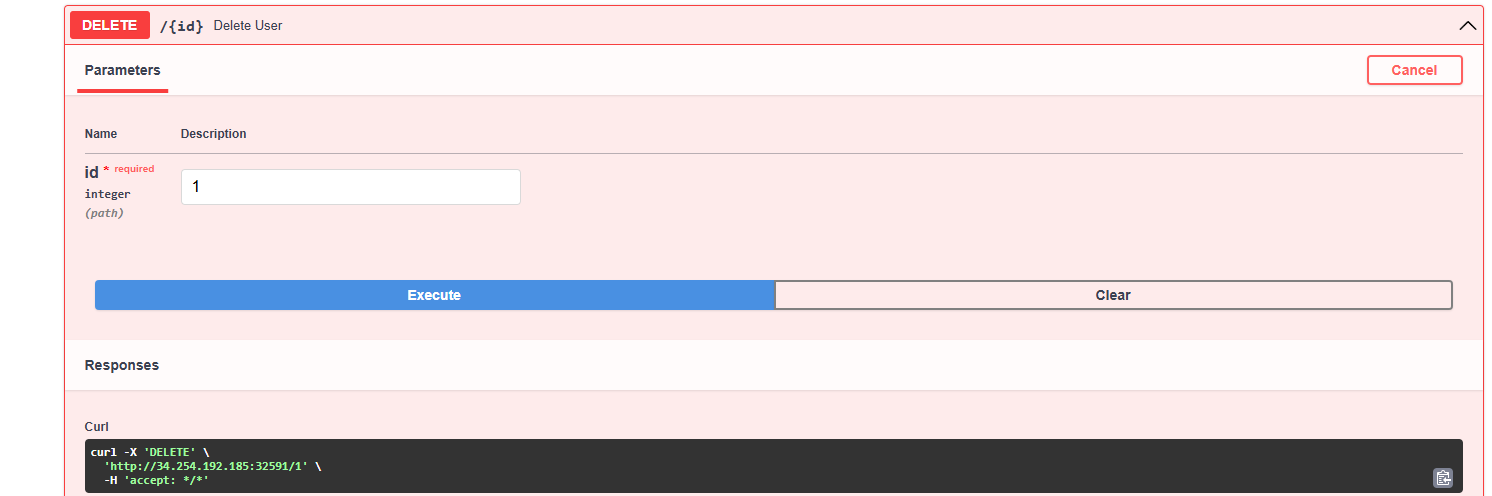 DELETE /{id} Delete User
Parameters Cancel
Name Description
id * required
integer
(path)
1
Execute Clear
Responses
Curl
curl -X 'DELETE' \
'http://34.254.192.185:32591/1' \
-H 'accept: */*'